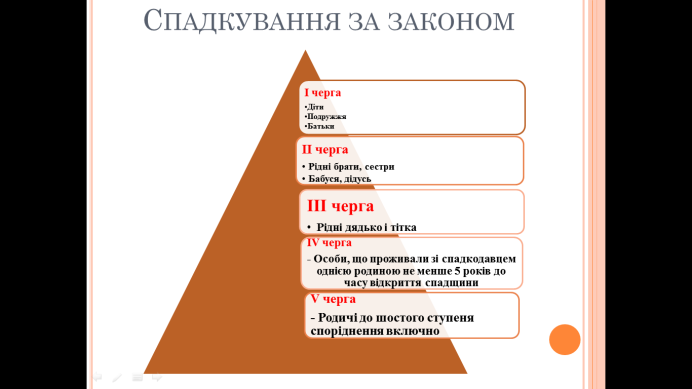 Спадкування за законом
І черга
•Діти
•Подружжя
•Батьки
ІІ черга
• Рідні брати, сестри
• Бабуся, дідусь
ІІІ черга
• Рідні дядько і тітка
IV черга
- Особи, що проживали зі спадкодавцем
однією родиною не менше 5 років до
часу відкриття спадщини
V черга
- Родичі до шостого ступеня
споріднення включно